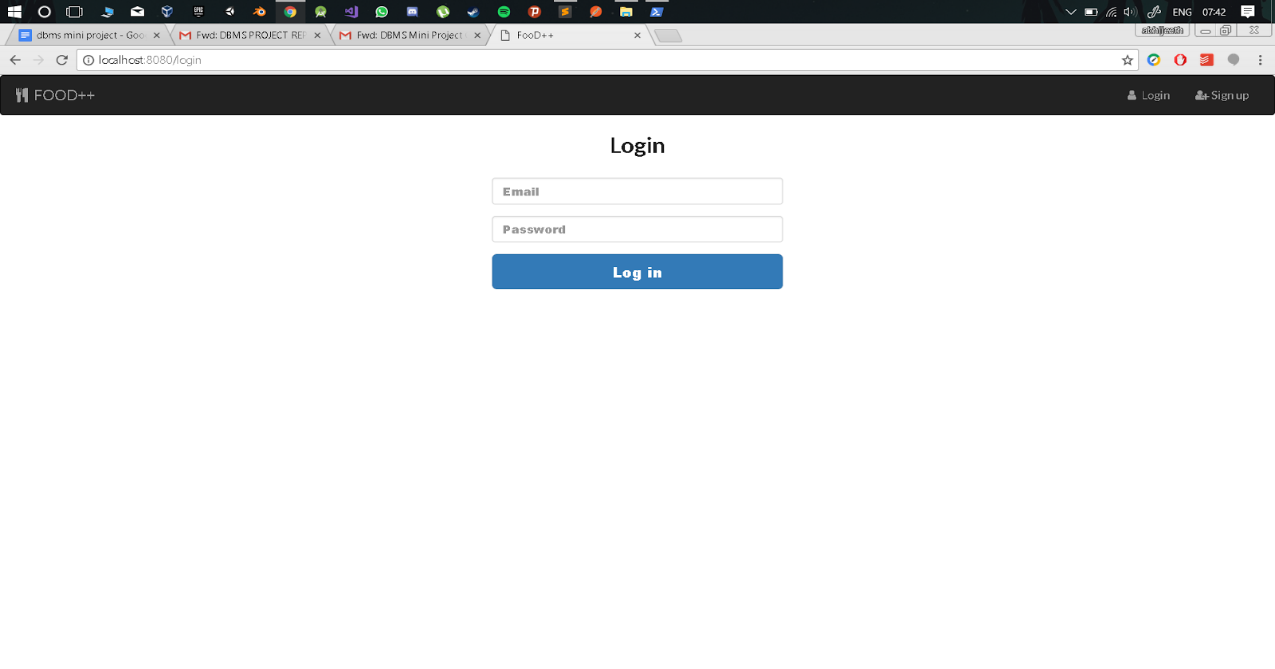 ENG 07:42
dbms mini project - Goo
Fwd: DBMS PROJECT REP
Fwd: DBMS Mini Project
FooD++
localhost:8080/login
FOOD++
Login
Sign up
Login
Email
Password
Log in